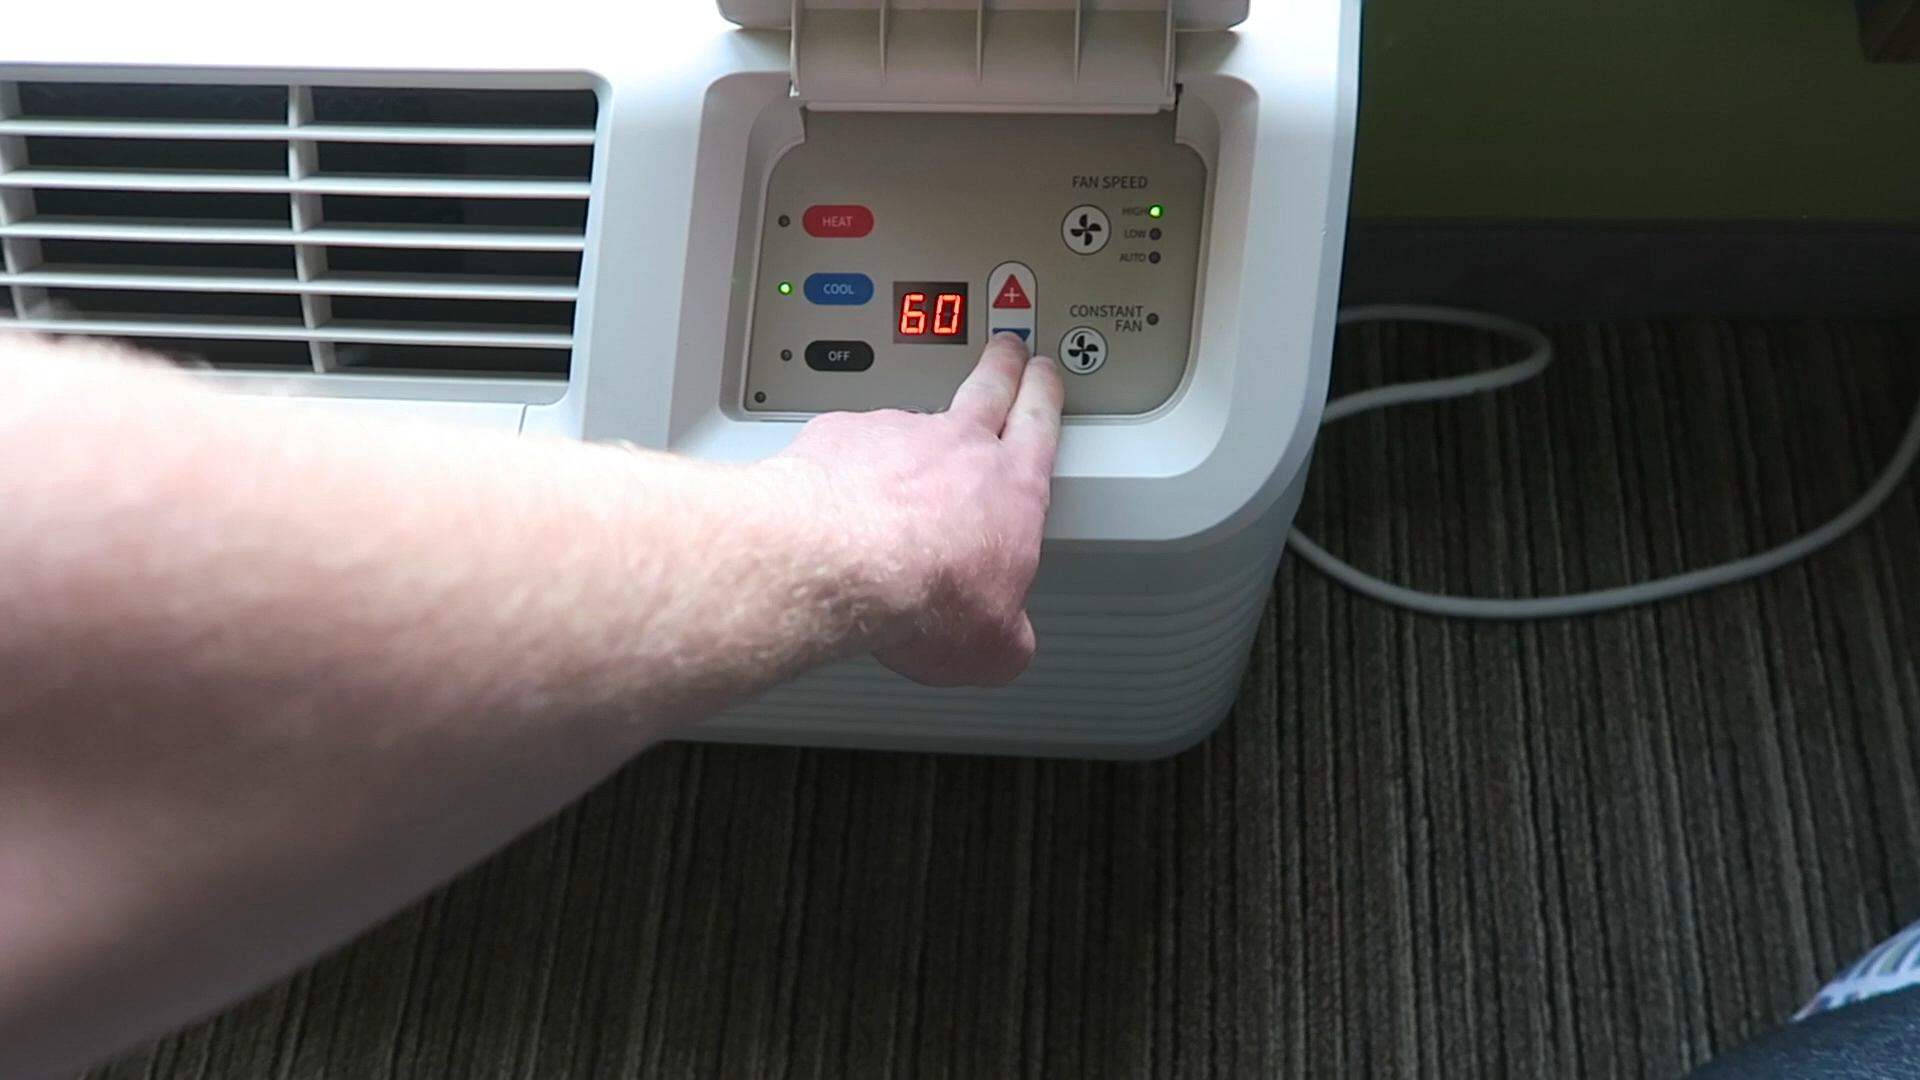 FAN SPEED
HIGH
LOW
AUTO
HEAT
COOL
60
+
CONSTANT
FAN
OFF